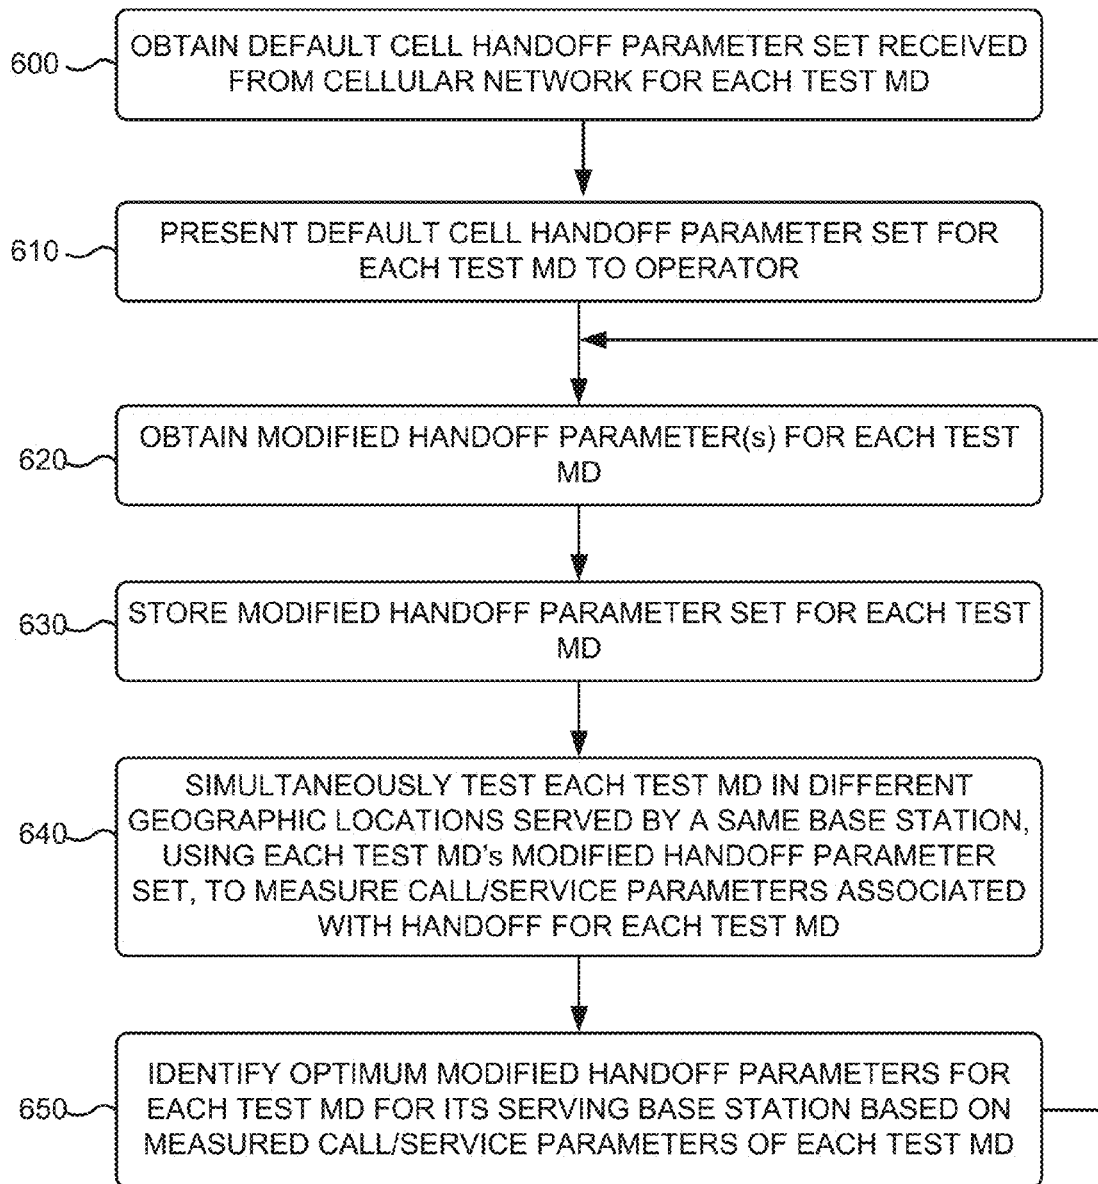 600
OBTAIN DEFAULT CELL HANDOFF PARAMETER SET RECEIVED
FROM CELLULAR NETWORK FOR EACH TEST MD
610
PRESENT DEFAULT CELL HANDOFF PARAMETER SET FOR
EACH TEST MD TO OPERATOR
620
OBTAIN MODIFIED HANDOFF PARAMETER(s) FOR EACH TEST
MD
630
STORE MODIFIED HANDOFF PARAMETER SET FOR EACH TEST
MD
640
SIMULTANEOUSLY TEST EACH TEST MD IN DIFFERENT
GEOGRAPHIC LOCATIONS SERVED BY A SAME BASE STATION,
USING EACH TEST MD's MODIFIED HANDOFF PARAMETER
SET, TO MEASURE CALL/SERVICE PARAMETERS ASSOCIATED
WITH HANDOFF FOR EACH TEST MD
650
IDENTIFY OPTIMUM MODIFIED HANDOFF PARAMETERS FOR
EACH TEST MD FOR ITS SERVING BASE STATION BASED ON
MEASURED CALL/SERVICE PARAMETERS OF EACH TEST MD